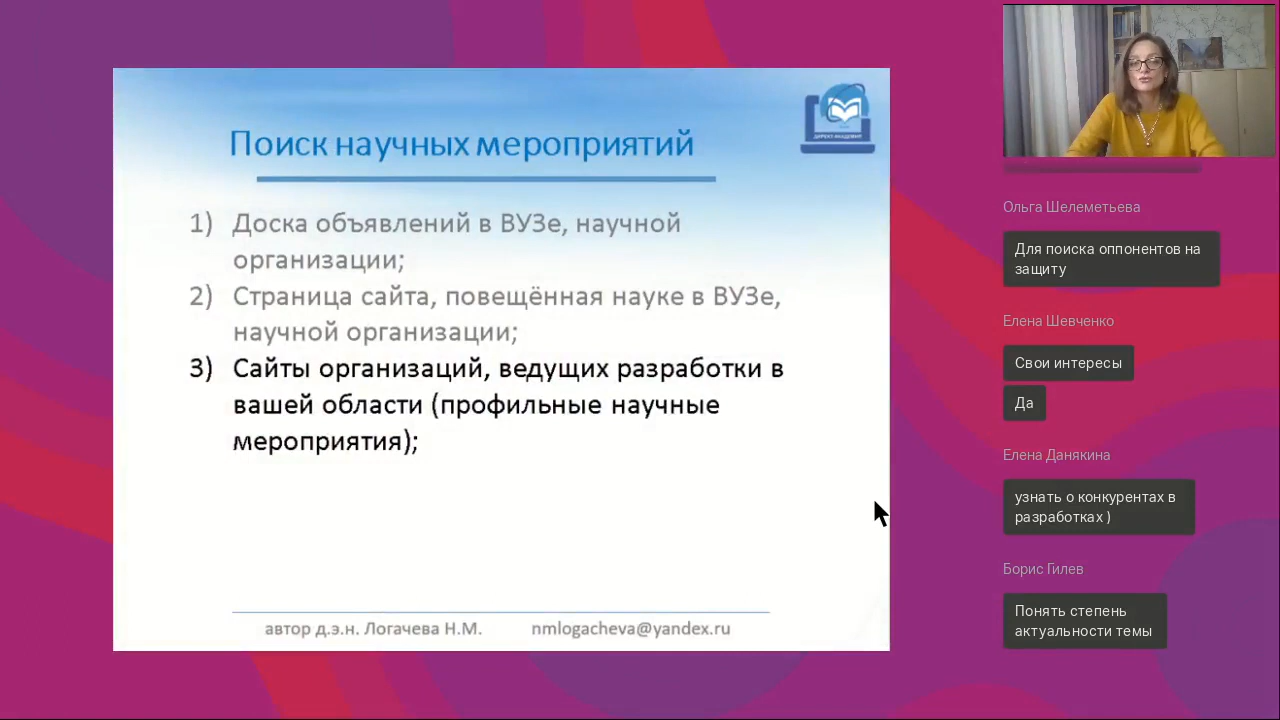 Поиск научных мероприятий
ДИРЕКТ-АКАДЕМИЯ
1) Доска объявлений в ВУЗе, научной
организации;
2) Страница сайта, повещённая науке в ВУЗе,
научной организации;
3) Сайты организаций, ведущих разработки в
вашей области (профильные научные
мероприятия);
автор д.э.н. Логачева Н.М. nmlogacheva@yandex.ru
Ольга Шелеметьева
Для поиска оппонентов на
защиту
Елена Шевченко
Свои интересы
Да
Елена Данякина
узнать о конкурентах в
разработках )
Борис Гилев
Понять степень
актуальности темы